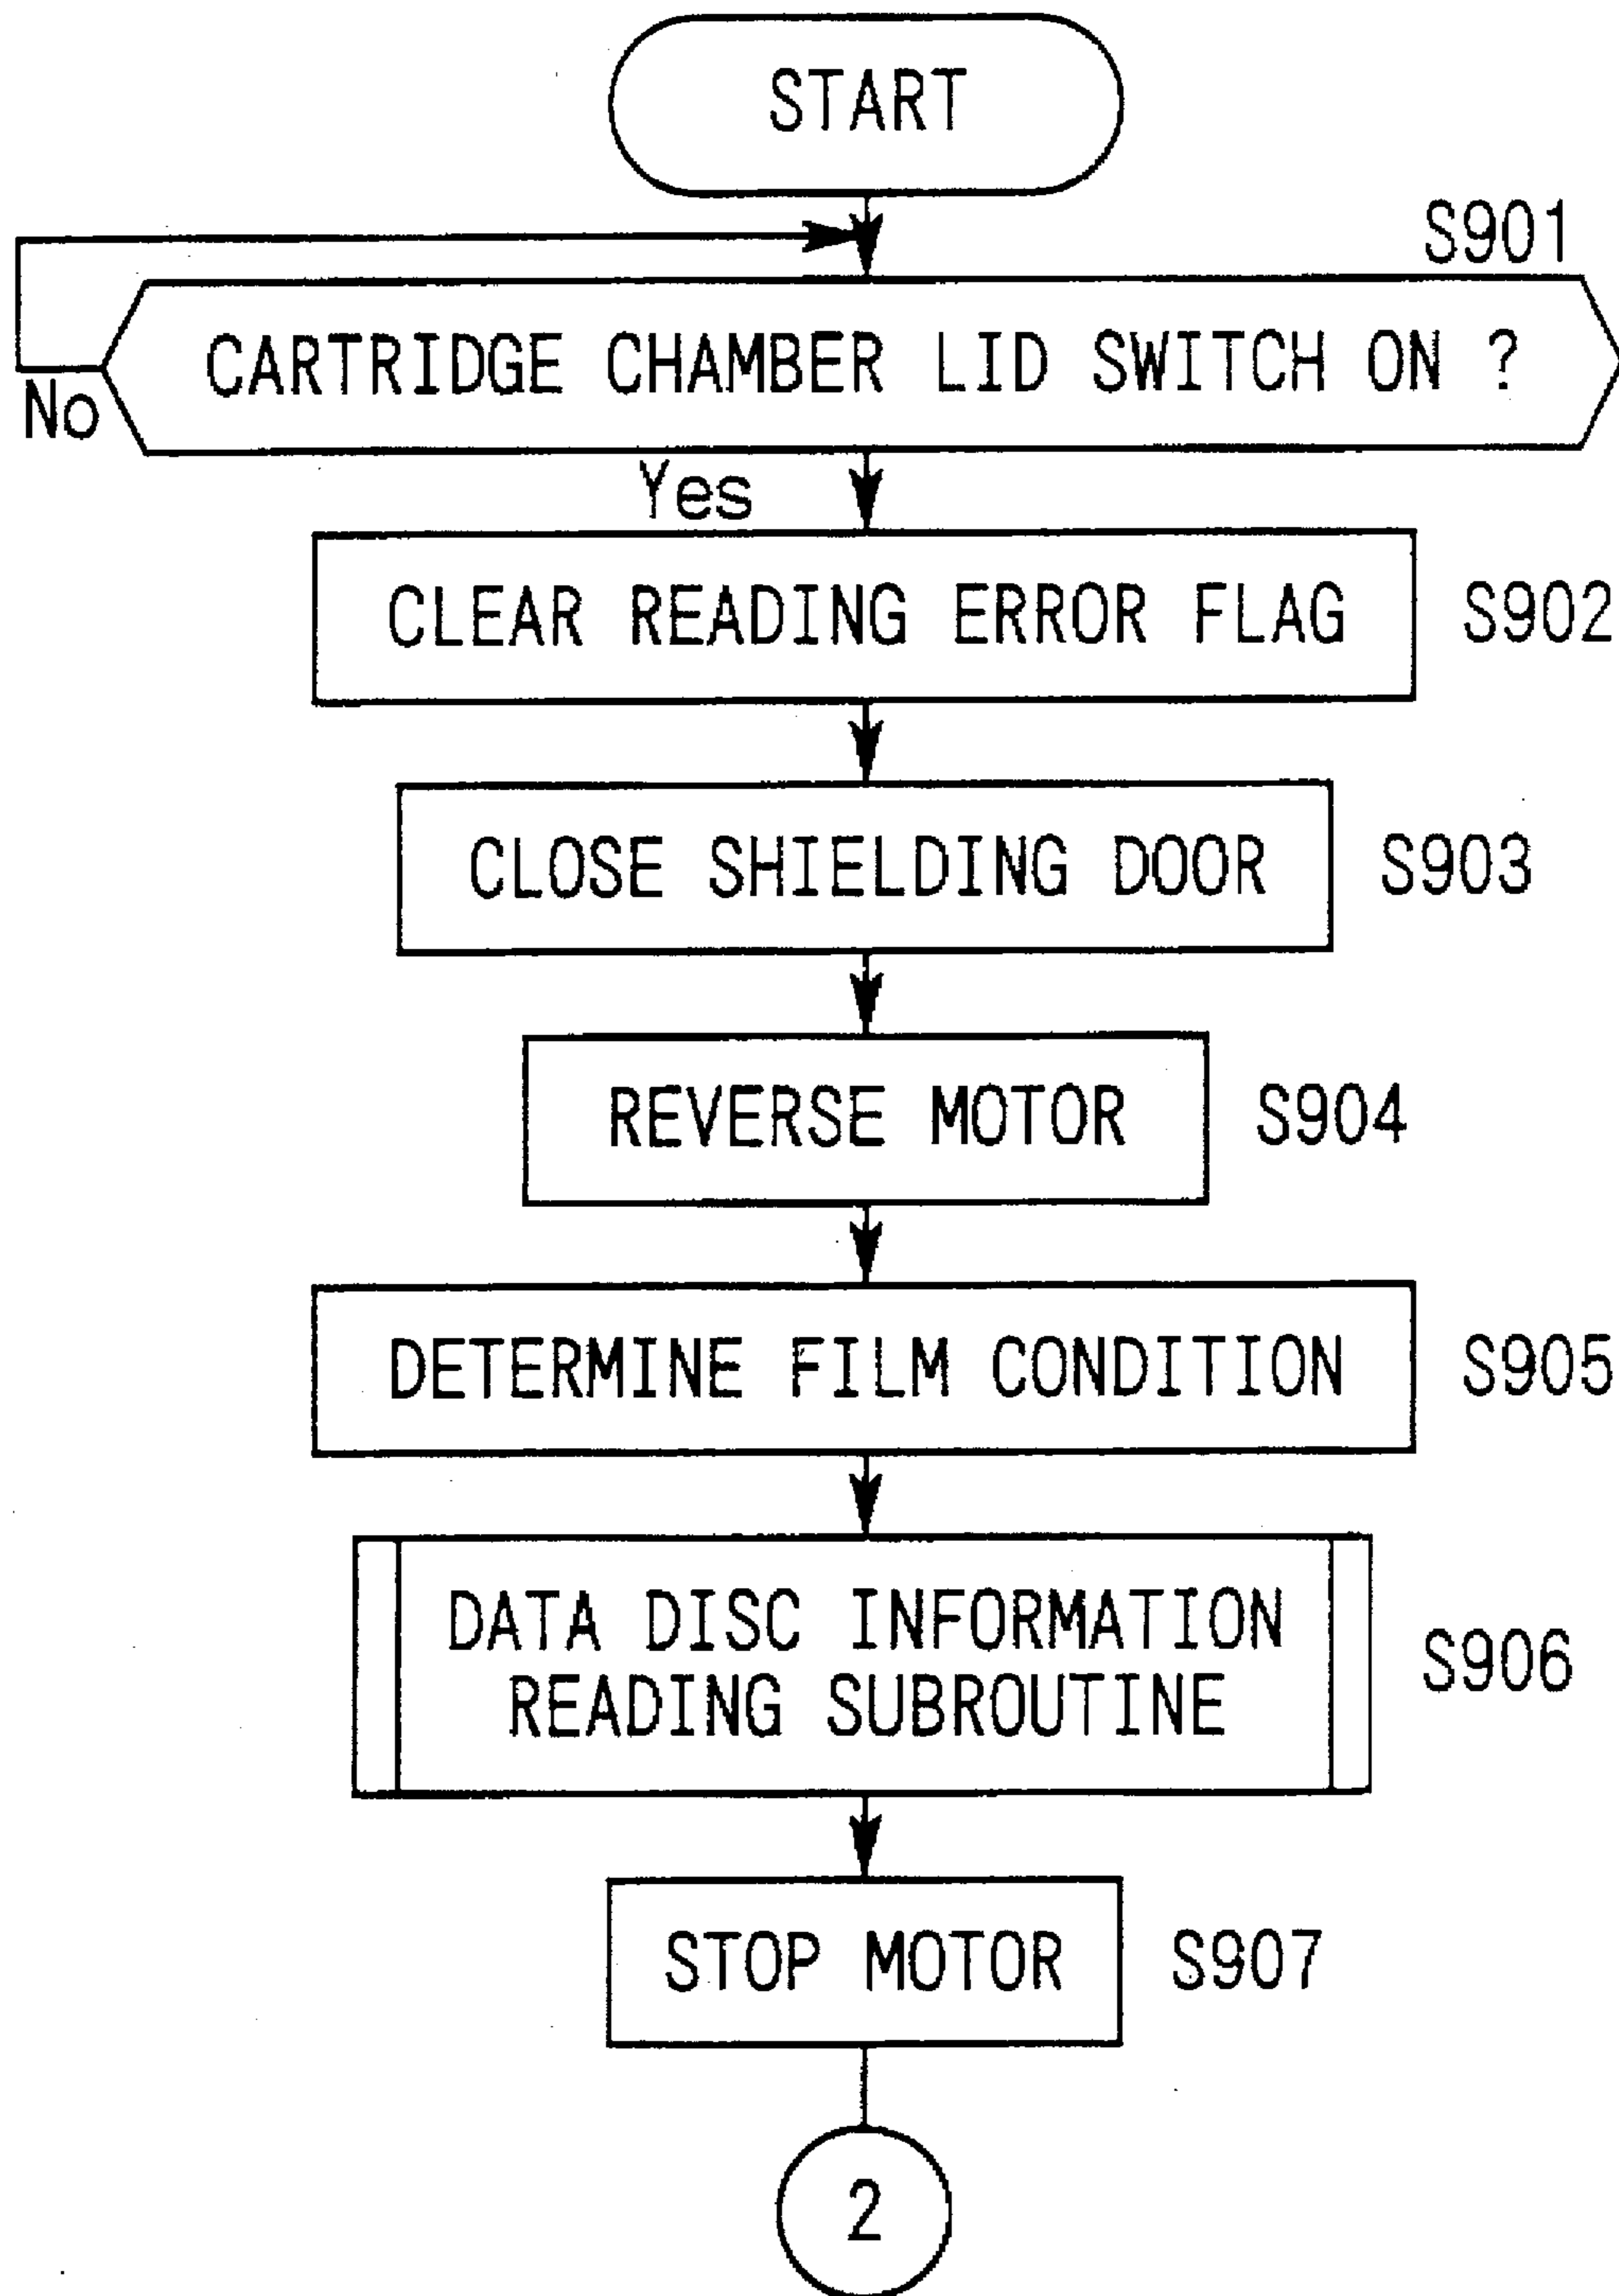 START
S901
CARTRIDGE CHAMBER LID SWITCH ON ?
No
Yes
CLEAR READING ERROR FLAG S902
CLOSE SHIELDING DOOR S903
REVERSE MOTOR S904
DETERMINE FILM CONDITION S905
DATA DISC INFORMATION
READING SUBROUTINE
S906
STOP MOTOR S907
2